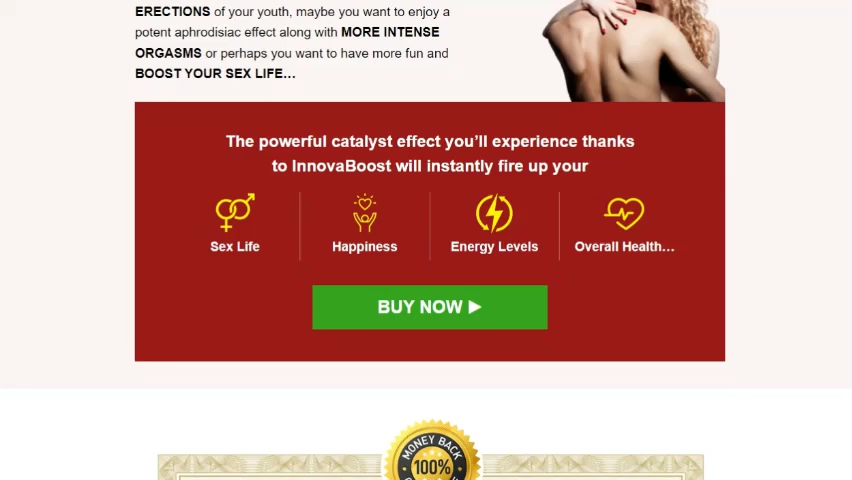 ERECTIONS of your youth, maybe you want to enjoy a
potent aphrodisiac effect along with MORE INTENSE
ORGASMS or perhaps you want to have more fun and
BOOST YOUR SEX LIFE…
The powerful catalyst effect you’ll experience thanks
to InnovaBoost will instantly fire up your
Sex Life
Happiness
Energy Levels
Overall Health…
BUY NOW
MONEY BACK
100%